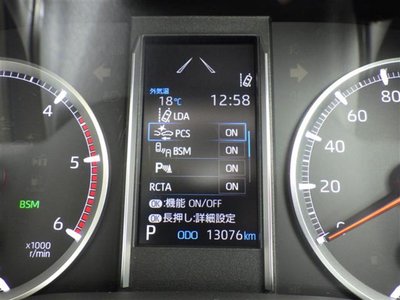 外気温
18℃ 12:58
LDA
PCS ON
BSM ON
P ON
RCTA ON
OK:機能 ON/OFF
OK長押し:詳細設定
P ODO 13076km
4
5
6
BSM
x1000
r/min
80
60
40
20
0